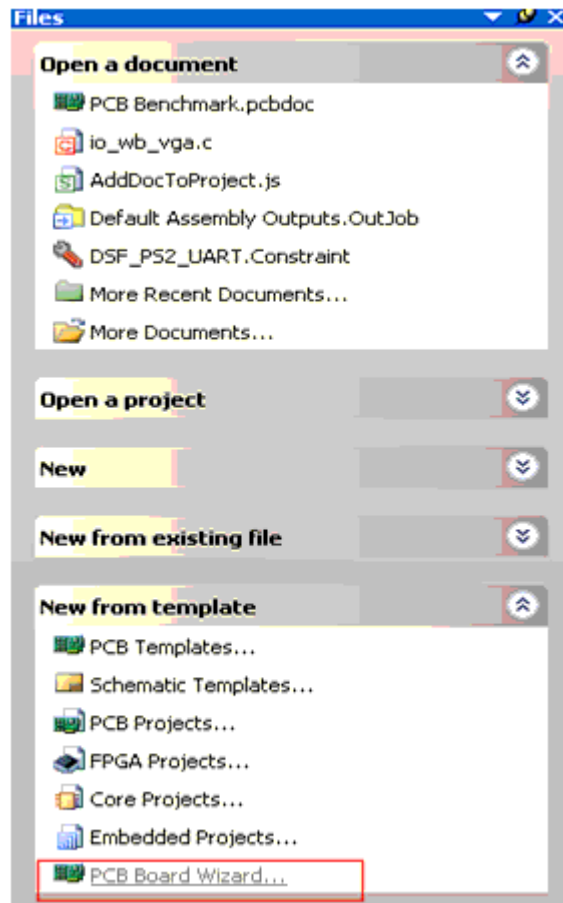 Files
Open a document
PCB Benchmark.pcbdoc
io_wb_vga.c
AddDocToProject.js
Default Assembly Outputs.OutJob
DSF_PS2_UART.Constraint
More Recent Documents...
More Documents...
Open a project
New
New from existing file
New from template
PCB Templates...
Schematic Templates...
PCB Projects...
FPGA Projects...
Core Projects...
Embedded Projects...
PCB Board Wizard...